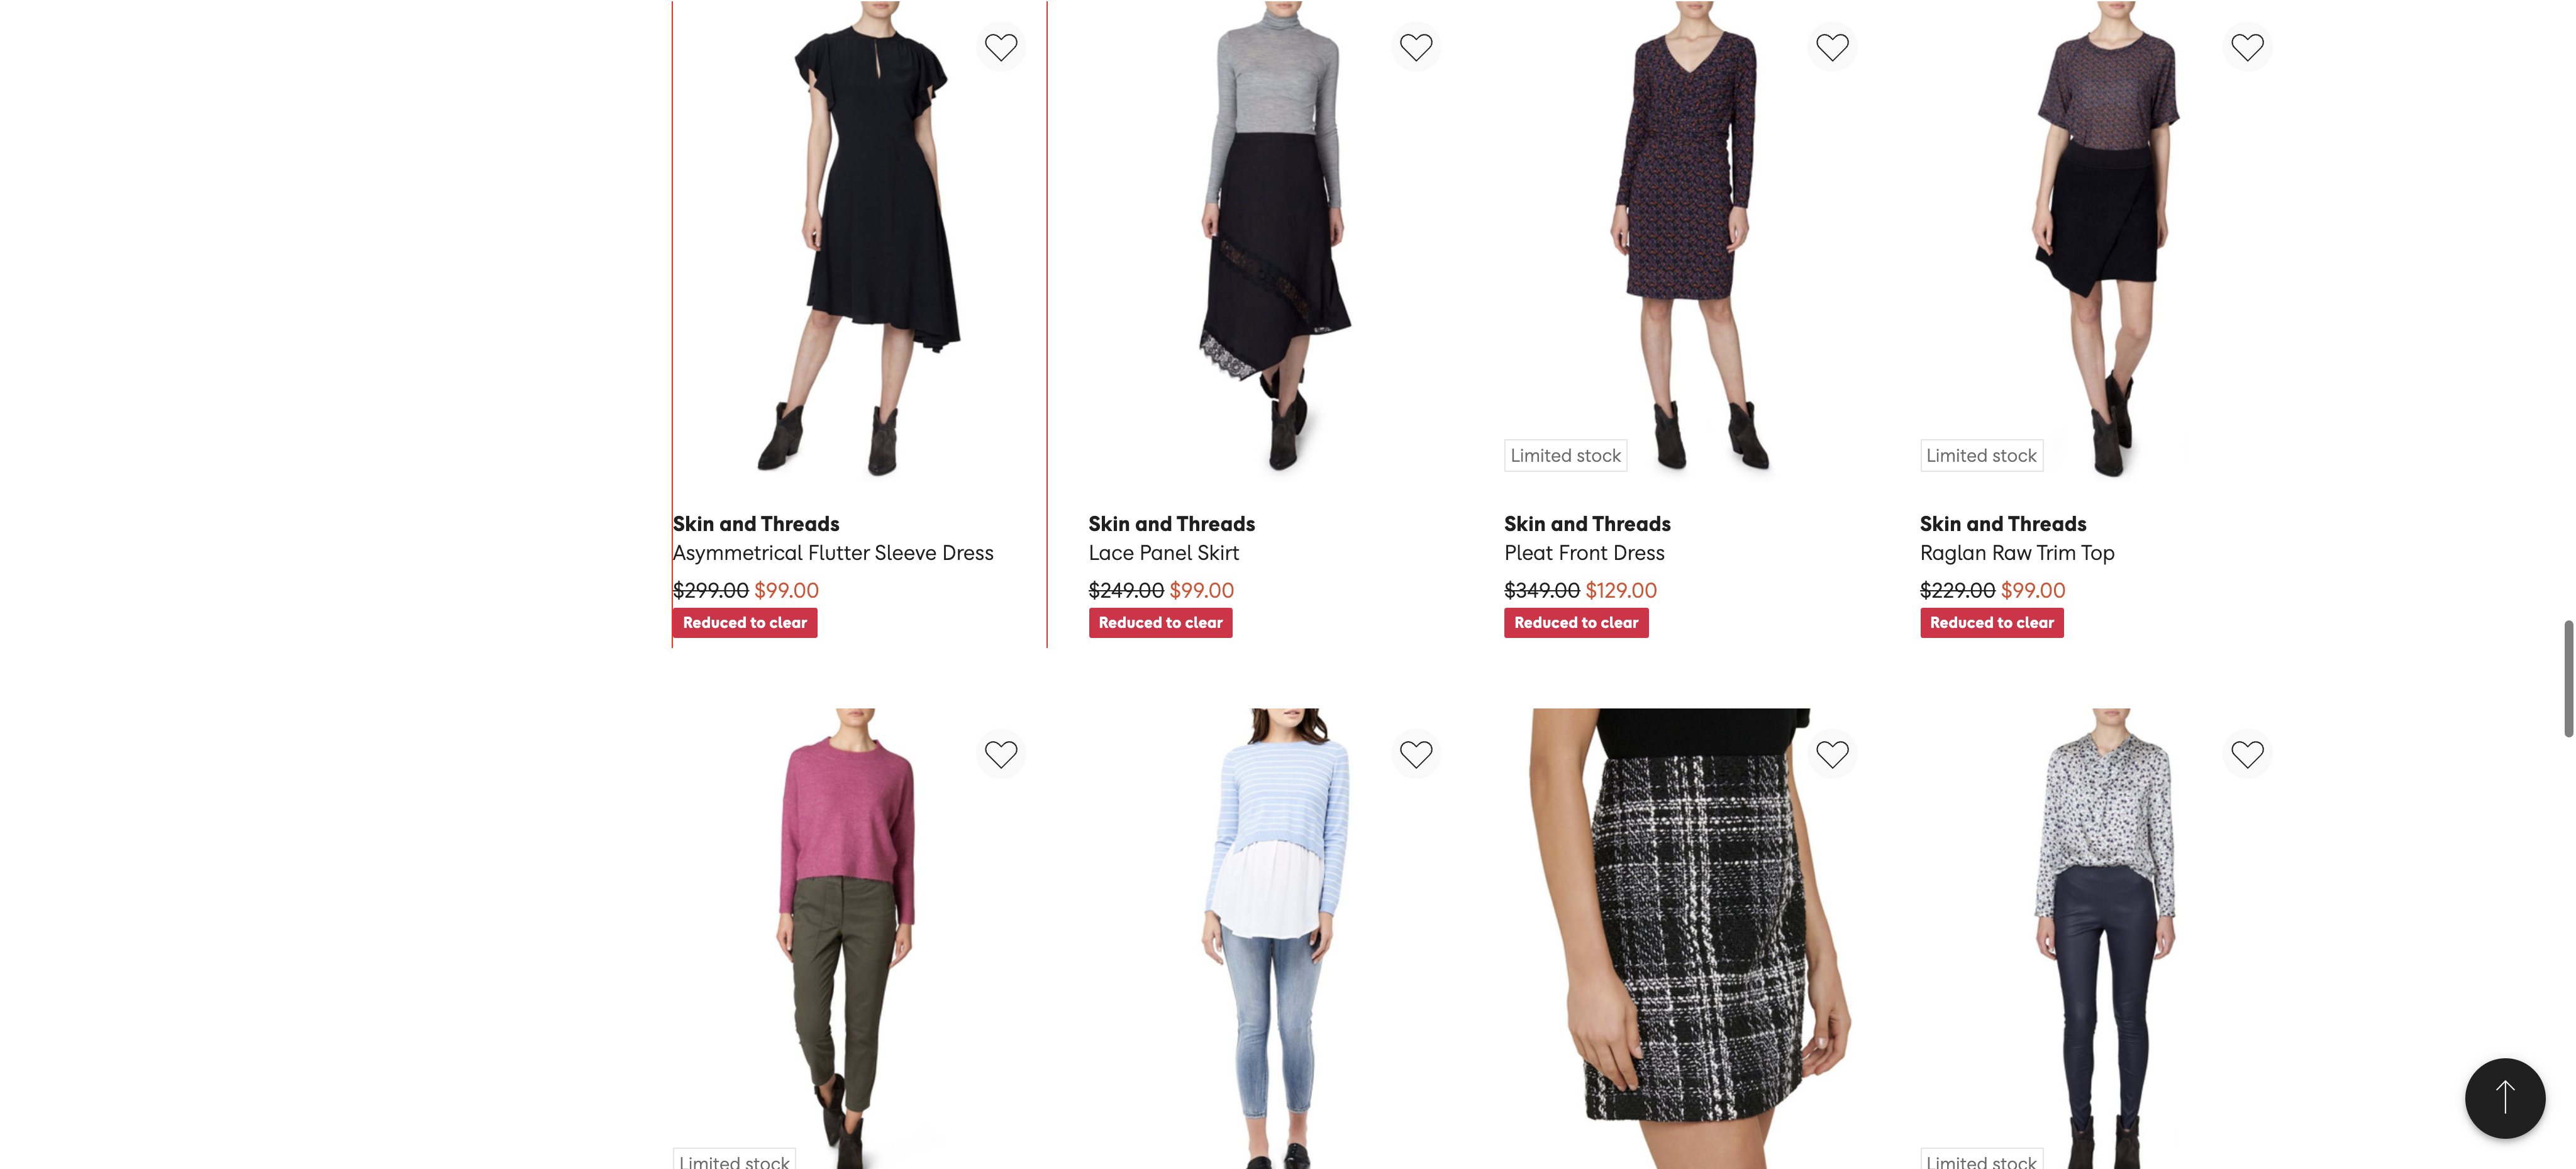 Limited stock
Limited stock
Skin and Threads
Asymmetrical Flutter Sleeve Dress
$299.00 $99.00
Reduced to clear
Skin and Threads
Lace Panel Skirt
$249.00 $99.00
Reduced to clear
Skin and Threads
Pleat Front Dress
$349.00 $129.00
Reduced to clear
Skin and Threads
Raglan Raw Trim Top
$229.00 $99.00
Reduced to clear
Limited stock
Limited stock